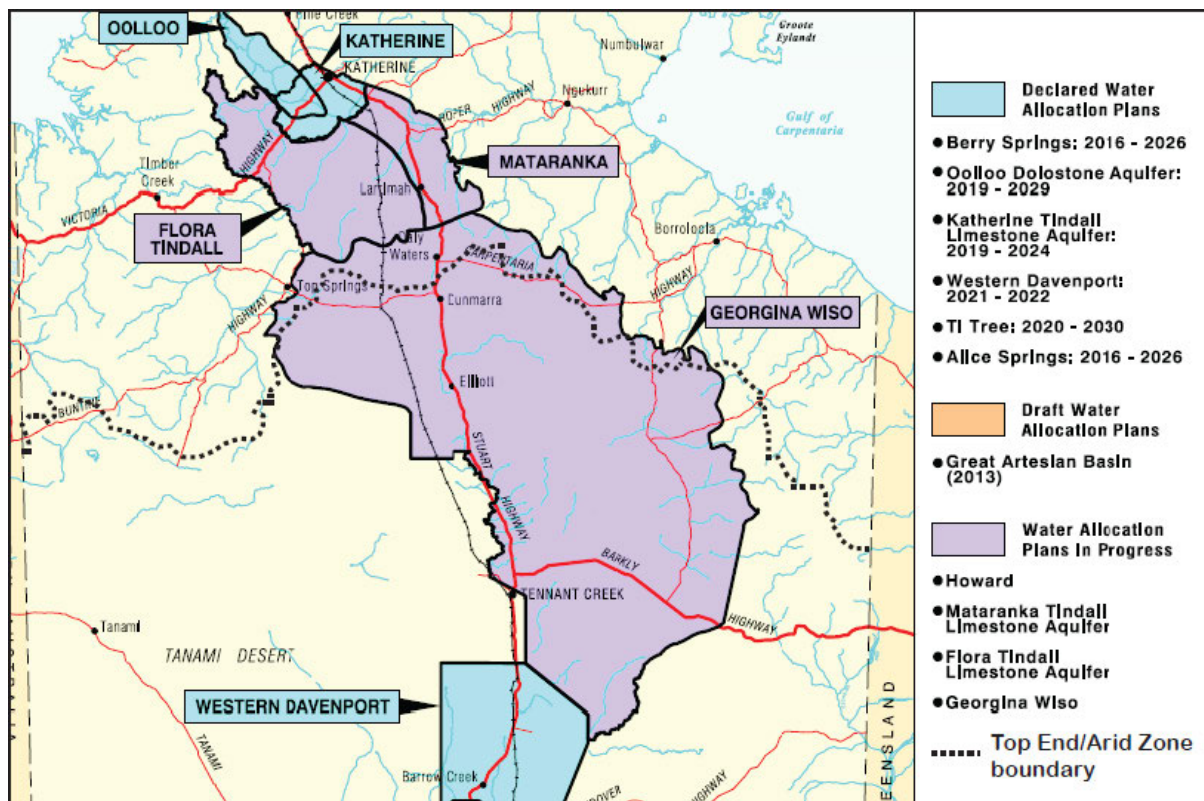 OOLLOO
Pine Creek
KATHERINE
KATHERINE
Groote
Eylandt
Numbulwar
Ngukurr
ROPER HIGHWAY
Gulf of
Carpentaria
HIGHWAY
MATARANKA
Timber
Creek
Larrimah
VICTORIA
FLORA
TINDALL
Borroloola
Daly
Waters
CARPENTARIA
HIGHWAY
Top Springs
Dunmarra
HIGHWAY
GEORGINA WISO
Elliott
BUNTINE
STUART
HIGHWAY
BARKLY
TENNANT CREEK
HIGHWAY
Tanami
TANAMI DESERT
WESTERN DAVENPORT
TANAMI
Barrow Creek
HIGHWAY
EENSLAND
Declared Water
Allocation Plans
● Berry Springs: 2016 - 2026
● Oolloo Dolostone Aquifer:
2019 - 2029
● Katherine Tindall
Limestone Aquifer:
2019 - 2024
● Western Davenport:
2021 - 2022
● Ti Tree: 2020 - 2030
● Alice Springs: 2016 - 2026
Draft Water
Allocation Plans
● Great Artesian Basin
(2013)
Water Allocation
Plans In Progress
● Howard
● Mataranka Tindall
Limestone Aquifer
● Flora Tindall
Limestone Aquifer
● Georgina Wiso
Top End/Arid Zone
boundary